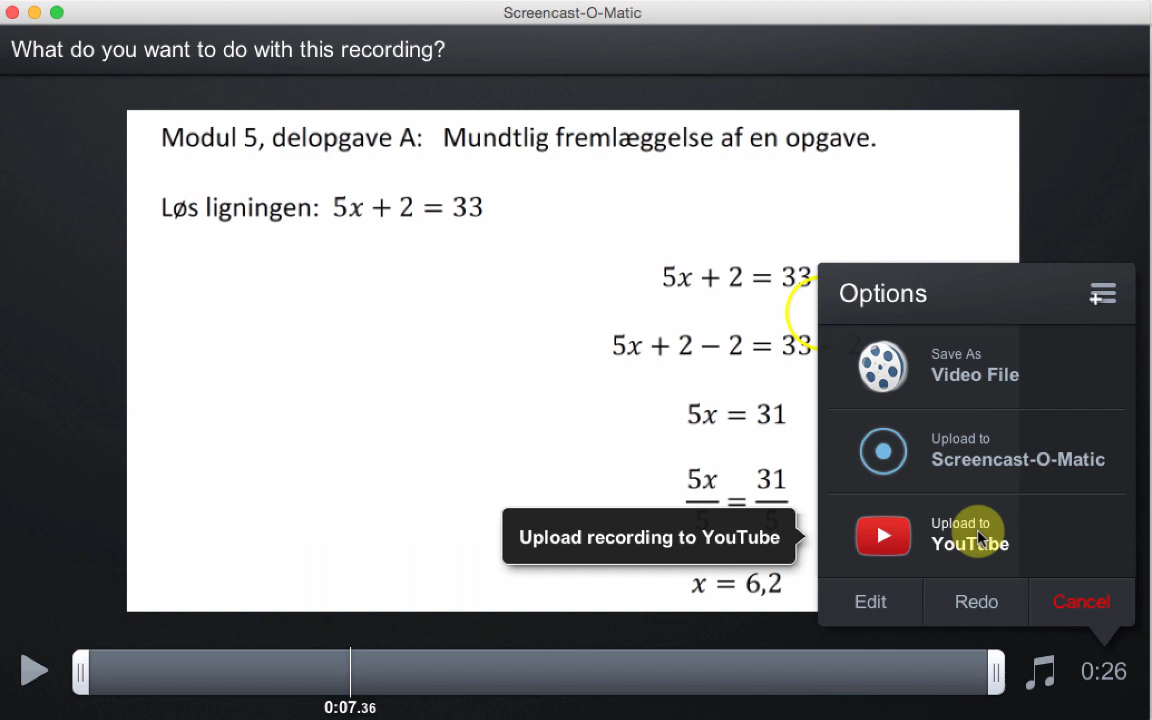 Screencast-O-Matic
What do you want to do with this recording?
Modul 5, delopgave A: Mundtlig fremlæggelse af en opgave.
Løs ligningen: 5x + 2 = 33
5x + 2 = 33
5x + 2 − 2 = 33 − 2
5x = 31
5x/5 = 31/5
x = 6,2
Upload recording to YouTube
Options
Save As
Video File
Upload to
Screencast-O-Matic
Upload to
YouTube
Edit Redo Cancel
0:26
0:07.36